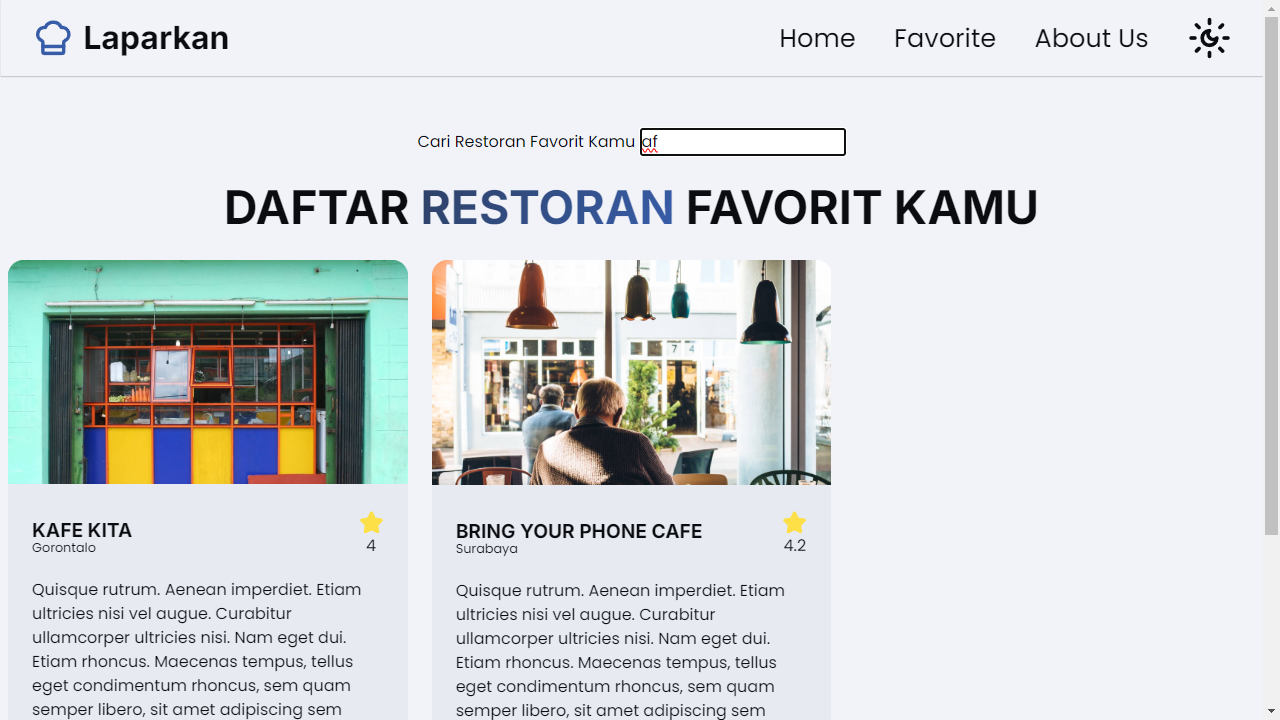 Laparkan
Home Favorite About Us
Cari Restoran Favorit Kamu af
DAFTAR RESTORAN FAVORIT KAMU
7 4
KAFE KITA
Gorontalo
4
Quisque rutrum. Aenean imperdiet. Etiam
ultricies nisi vel augue. Curabitur
ullamcorper ultricies nisi. Nam eget dui.
Etiam rhoncus. Maecenas tempus, tellus
eget condimentum rhoncus, sem quam
semper libero, sit amet adipiscing sem
BRING YOUR PHONE CAFE
Surabaya
4.2
Quisque rutrum. Aenean imperdiet. Etiam
ultricies nisi vel augue. Curabitur
ullamcorper ultricies nisi. Nam eget dui.
Etiam rhoncus. Maecenas tempus, tellus
eget condimentum rhoncus, sem quam
semper libero, sit amet adipiscing sem